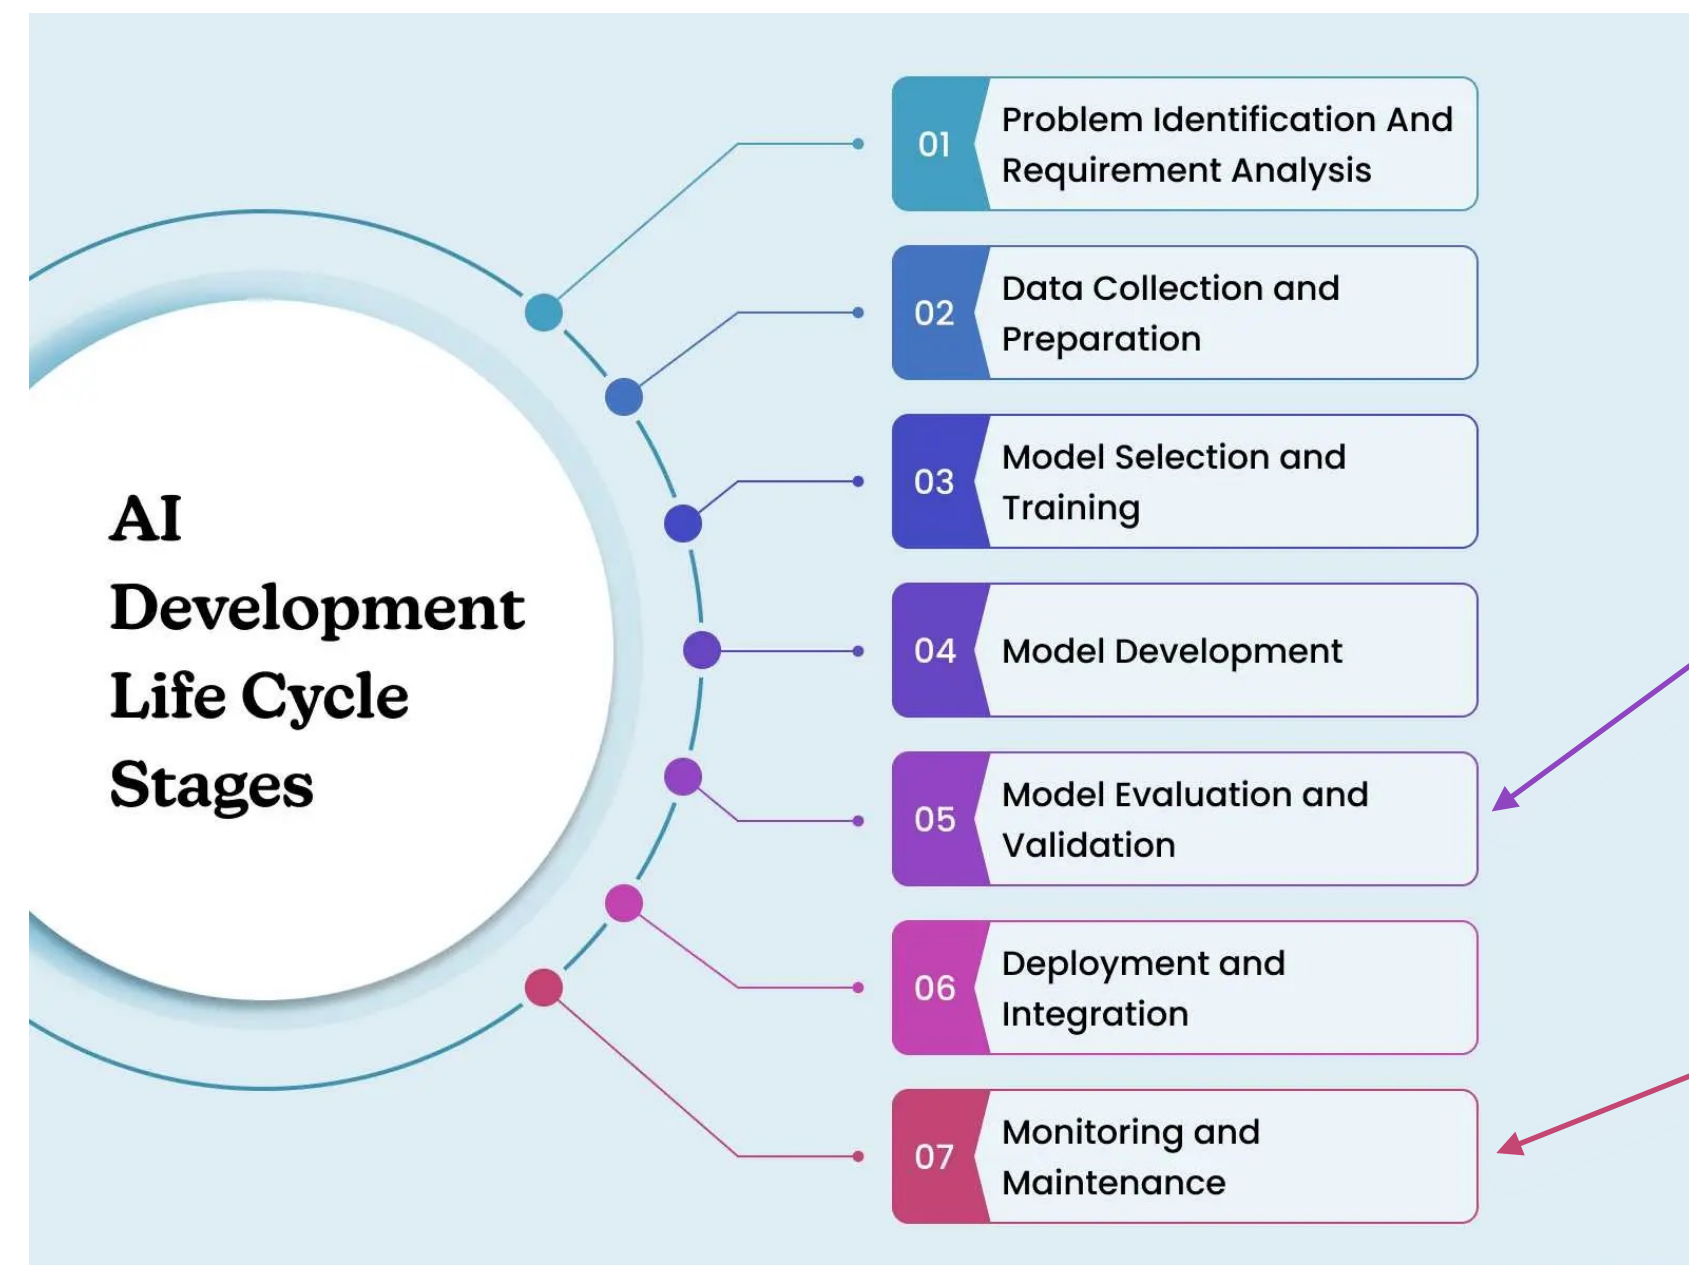 AI
Development
Life Cycle
Stages
01
Problem Identification And
Requirement Analysis
02
Data Collection and
Preparation
03
Model Selection and
Training
04
Model Development
05
Model Evaluation and
Validation
06
Deployment and
Integration
07
Monitoring and
Maintenance